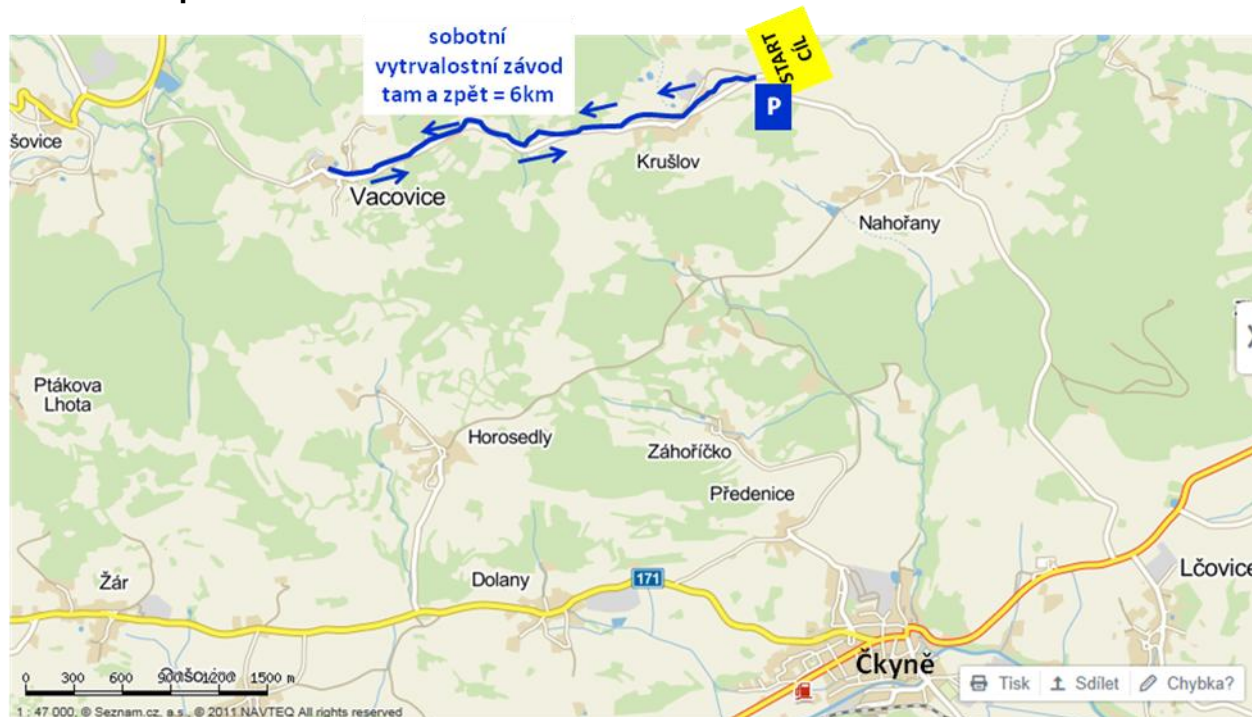 sobotní
vytrvalostní závod
tam a zpět = 6km
START
CÍL
P
šovice
Krušlov
Vacovice
Nahořany
Ptákova
Lhota
Horosedly
Záhoříčko
Předenice
Žár
Dolany
171
Lčovice
Čkyně
0 300 600 900 1200 1500 m
Tisk Sdílet Chybka?
1 : 47 000, © Seznam.cz, a.s., © 2011 NAVTEQ All rights reserved